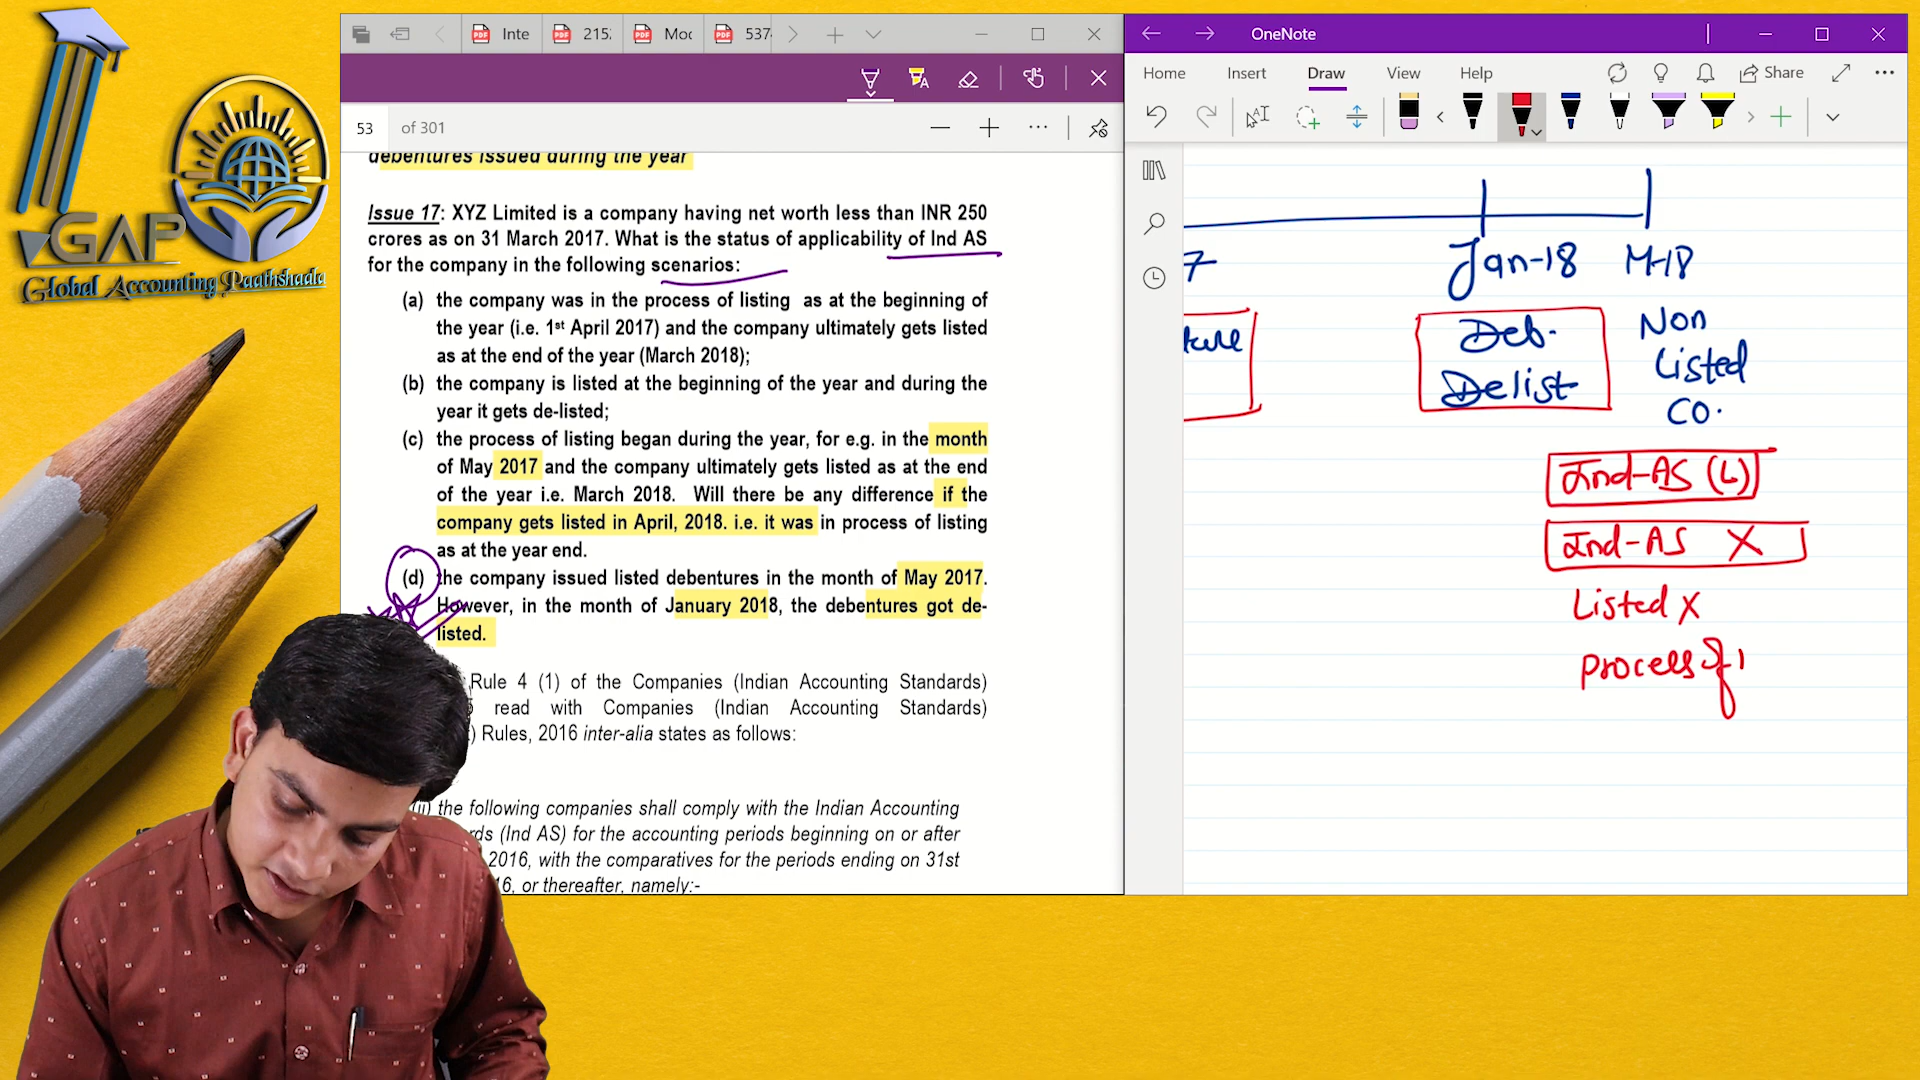 GAP
Global Accounting Paathshaala
Inte
215
Moc
537
53 of 301
debentures issued during the year
Issue 17: XYZ Limited is a company having net worth less than INR 250
crores as on 31 March 2017. What is the status of applicability of Ind AS
for the company in the following scenarios:
(a) the company was in the process of listing as at the beginning of
the year (i.e. 1st April 2017) and the company ultimately gets listed
as at the end of the year (March 2018);
(b) the company is listed at the beginning of the year and during the
year it gets de-listed;
(c) the process of listing began during the year, for e.g. in the month
of May 2017 and the company ultimately gets listed as at the end
of the year i.e. March 2018. Will there be any difference if the
company gets listed in April, 2018. i.e. it was in process of listing
as at the year end.
(d) the company issued listed debentures in the month of May 2017.
However, in the month of January 2018, the debentures got de-
listed.
Rule 4 (1) of the Companies (Indian Accounting Standards)
read with Companies (Indian Accounting Standards)
Rules, 2016 inter-alia states as follows:
the following companies shall comply with the Indian Accounting
(Ind AS) for the accounting periods beginning on or after
2016, with the comparatives for the periods ending on 31st
or thereafter, namely:-
OneNote
Home Insert Draw View Help Share
7 Jan-18 M-18
Deb.
Delist
Non
Listed
Co.
Ind-AS (L)
Ind-AS X
Listed X
Process of